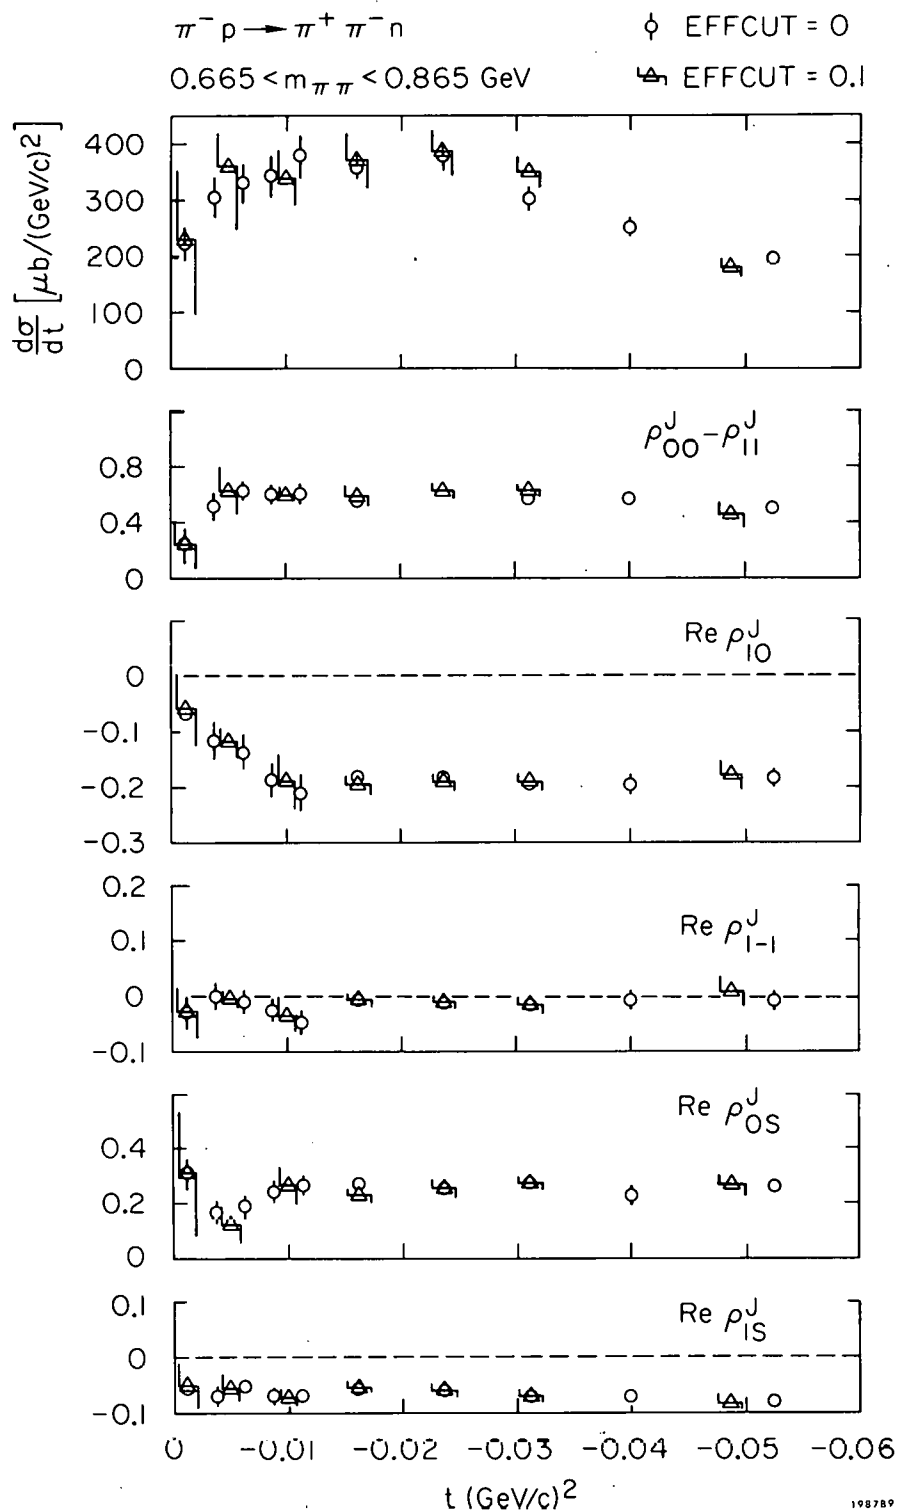 π⁻ p → π⁺ π⁻ n
ϕ EFFCUT = 0
0.665 < m_ππ < 0.865 GeV
△ EFFCUT = 0.1
dσ/dt [μb/(GeV/c)²]
400
300
200
100
0
ρ^J_00 − ρ^J_11
0.8
0.4
0
Re ρ^J_10
0
−0.1
−0.2
−0.3
0.2
Re ρ^J_1-1
0.1
0
−0.1
Re ρ^J_0S
0.4
0.2
0
0.1
Re ρ^J_1S
0
−0.1
0 −0.01 −0.02 −0.03 −0.04 −0.05 −0.06
t (GeV/c)²
1987B9